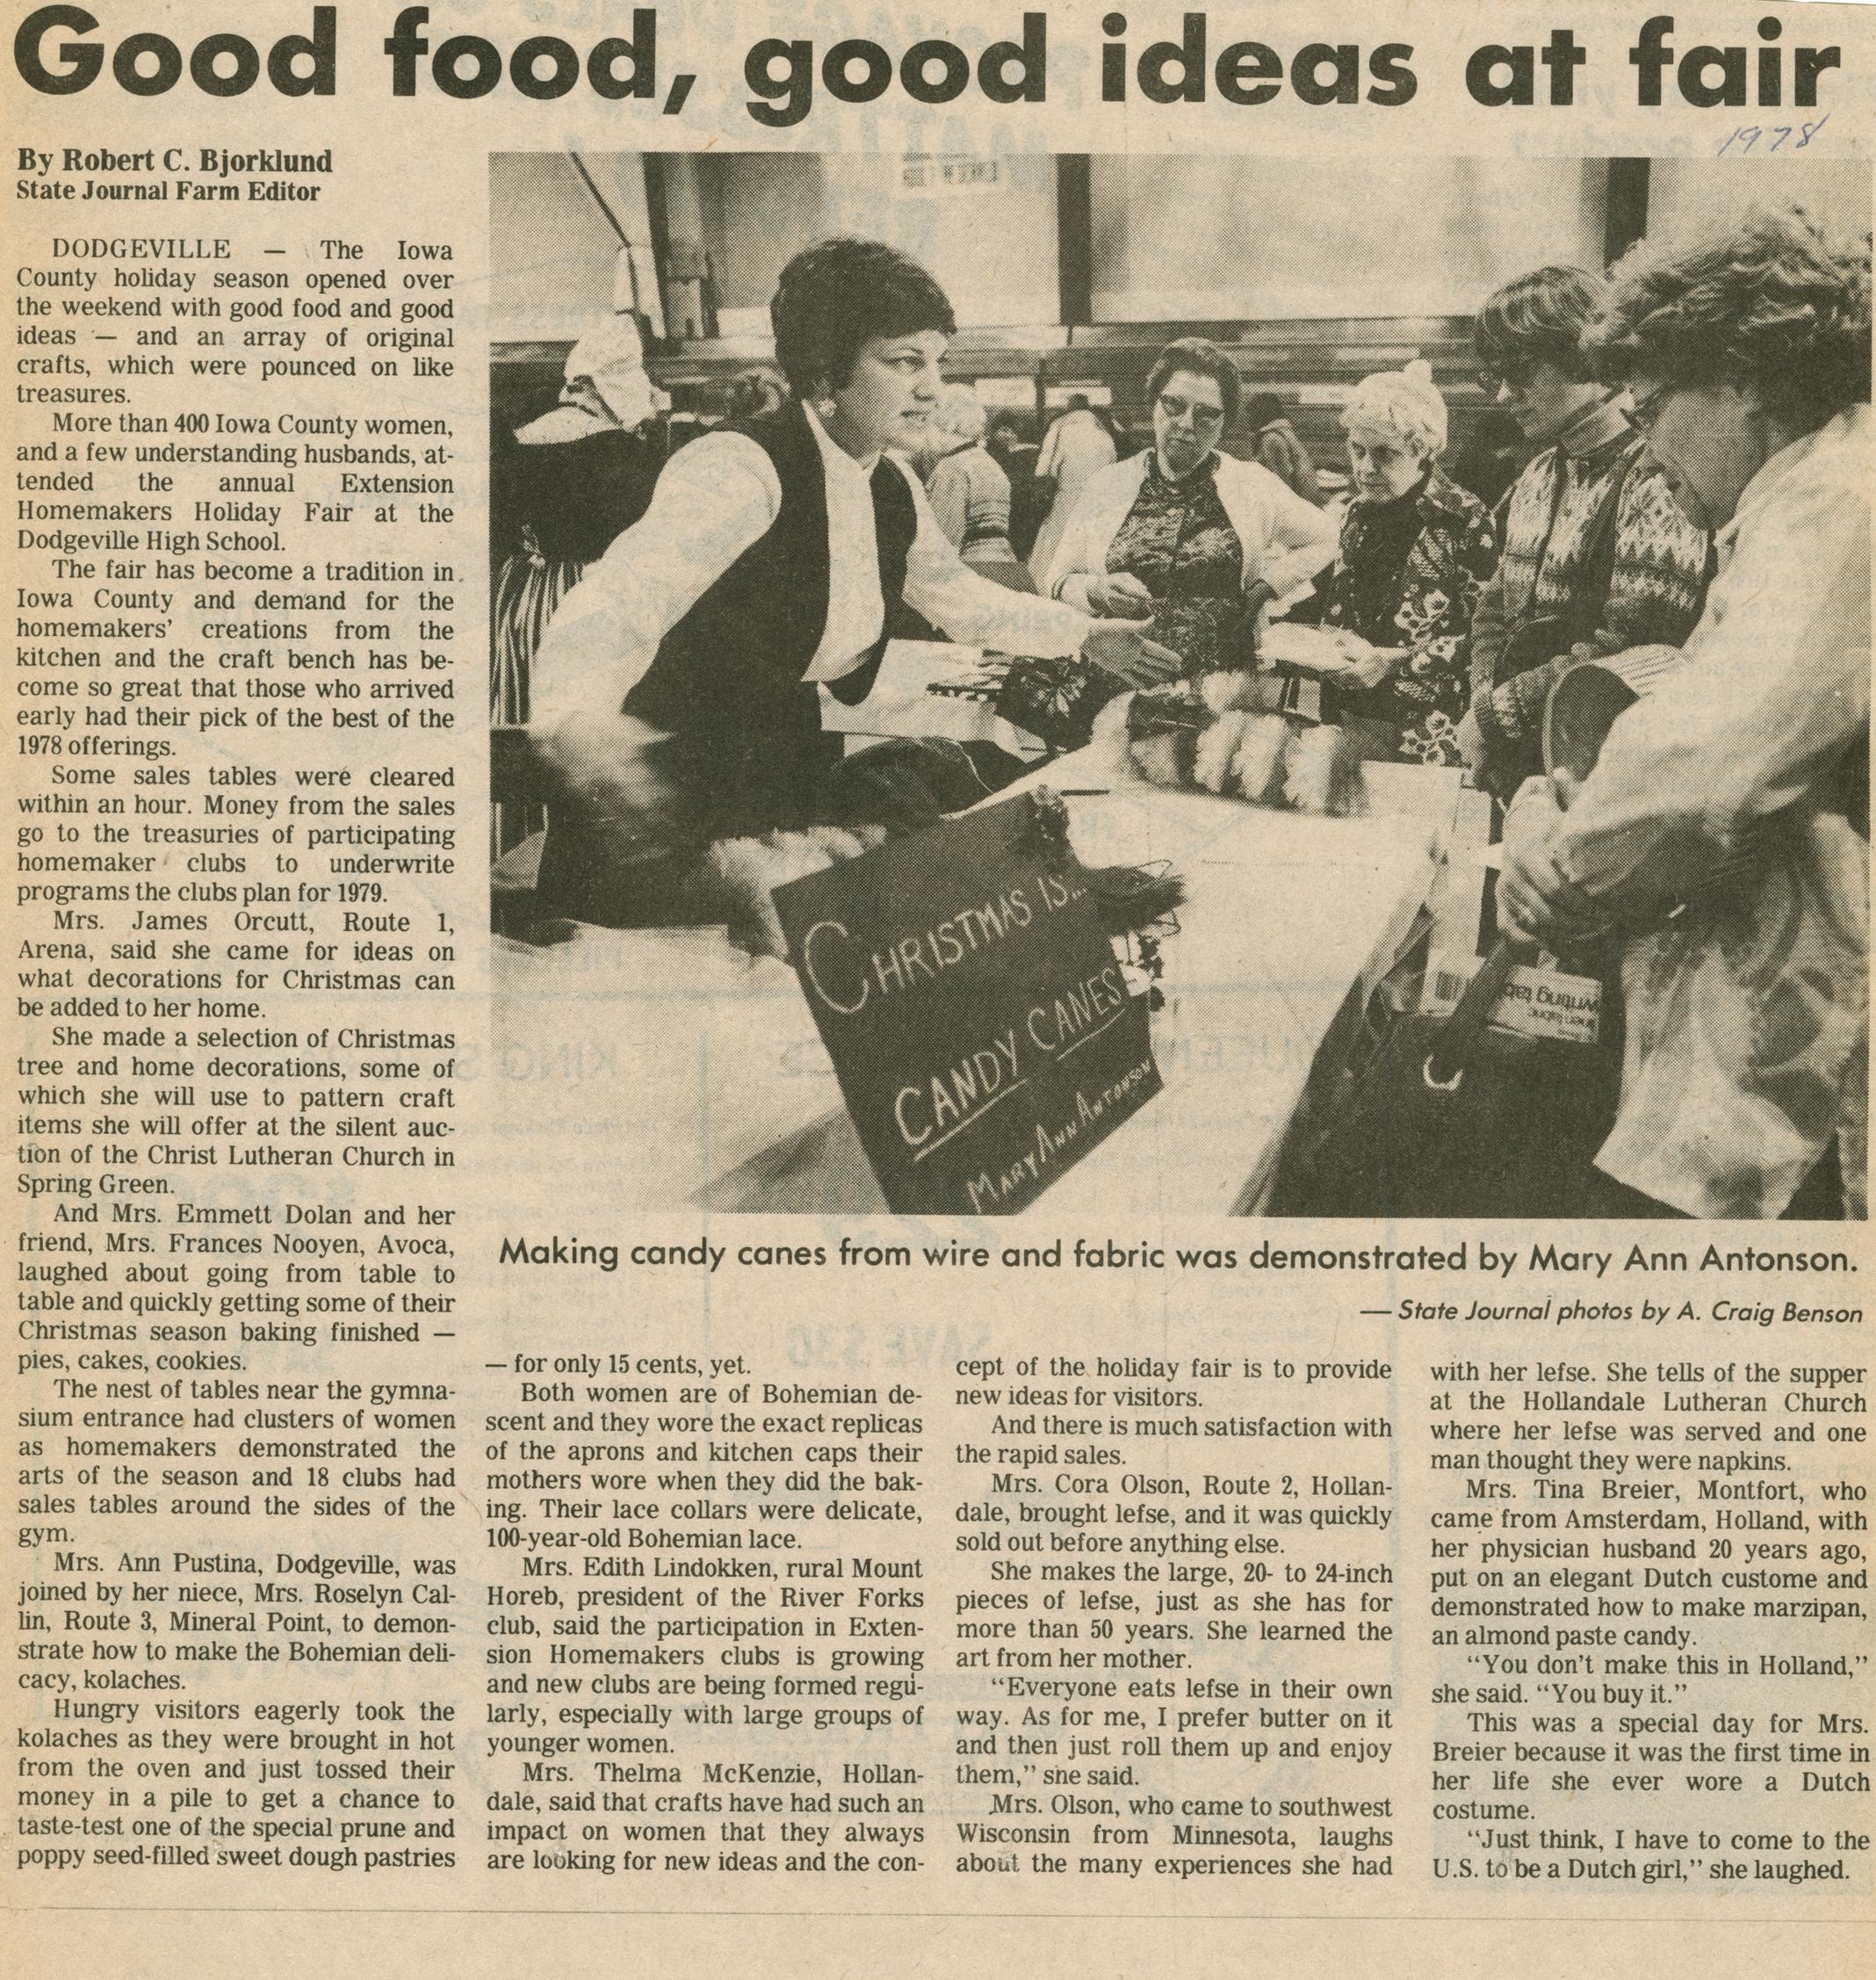 Good food, good ideas at fair
1978
By Robert C. Bjorklund
State Journal Farm Editor
DODGEVILLE — The Iowa
County holiday season opened over
the weekend with good food and good
ideas — and an array of original
crafts, which were pounced on like
treasures.
More than 400 Iowa County women,
and a few understanding husbands, at-
tended the annual Extension
Homemakers Holiday Fair at the
Dodgeville High School.
The fair has become a tradition in
Iowa County and demand for the
homemakers' creations from the
kitchen and the craft bench has be-
come so great that those who arrived
early had their pick of the best of the
1978 offerings.
Some sales tables were cleared
within an hour. Money from the sales
go to the treasuries of participating
homemaker clubs to underwrite
programs the clubs plan for 1979.
Mrs. James Orcutt, Route 1,
Arena, said she came for ideas on
what decorations for Christmas can
be added to her home.
She made a selection of Christmas
tree and home decorations, some of
which she will use to pattern craft
items she will offer at the silent auc-
tion of the Christ Lutheran Church in
Spring Green.
And Mrs. Emmett Dolan and her
friend, Mrs. Frances Nooyen, Avoca,
laughed about going from table to
table and quickly getting some of their
Christmas season baking finished —
pies, cakes, cookies.
The nest of tables near the gymna-
sium entrance had clusters of women
as homemakers demonstrated the
arts of the season and 18 clubs had
sales tables around the sides of the
gym.
Mrs. Ann Pustina, Dodgeville, was
joined by her niece, Mrs. Roselyn Cal-
lin, Route 3, Mineral Point, to demon-
strate how to make the Bohemian deli-
cacy, kolaches.
Hungry visitors eagerly took the
kolaches as they were brought in hot
from the oven and just tossed their
money in a pile to get a chance to
taste-test one of the special prune and
poppy seed-filled sweet dough pastries
CHRISTMAS IS...
CANDY CANES
MARY ANN ANTONSON
writing tab
Making candy canes from wire and fabric was demonstrated by Mary Ann Antonson.
— State Journal photos by A. Craig Benson
— for only 15 cents, yet.
Both women are of Bohemian de-
scent and they wore the exact replicas
of the aprons and kitchen caps their
mothers wore when they did the bak-
ing. Their lace collars were delicate,
100-year-old Bohemian lace.
Mrs. Edith Lindokken, rural Mount
Horeb, president of the River Forks
club, said the participation in Exten-
sion Homemakers clubs is growing
and new clubs are being formed regu-
larly, especially with large groups of
younger women.
Mrs. Thelma McKenzie, Hollan-
dale, said that crafts have had such an
impact on women that they always
are looking for new ideas and the con-
cept of the holiday fair is to provide
new ideas for visitors.
And there is much satisfaction with
the rapid sales.
Mrs. Cora Olson, Route 2, Hollan-
dale, brought lefse, and it was quickly
sold out before anything else.
She makes the large, 20- to 24-inch
pieces of lefse, just as she has for
more than 50 years. She learned the
art from her mother.
"Everyone eats lefse in their own
way. As for me, I prefer butter on it
and then just roll them up and enjoy
them," she said.
Mrs. Olson, who came to southwest
Wisconsin from Minnesota, laughs
about the many experiences she had
with her lefse. She tells of the supper
at the Hollandale Lutheran Church
where her lefse was served and one
man thought they were napkins.
Mrs. Tina Breier, Montfort, who
came from Amsterdam, Holland, with
her physician husband 20 years ago,
put on an elegant Dutch custome and
demonstrated how to make marzipan,
an almond paste candy.
"You don't make this in Holland,"
she said. "You buy it."
This was a special day for Mrs.
Breier because it was the first time in
her life she ever wore a Dutch
costume.
"Just think, I have to come to the
U.S. to be a Dutch girl," she laughed.